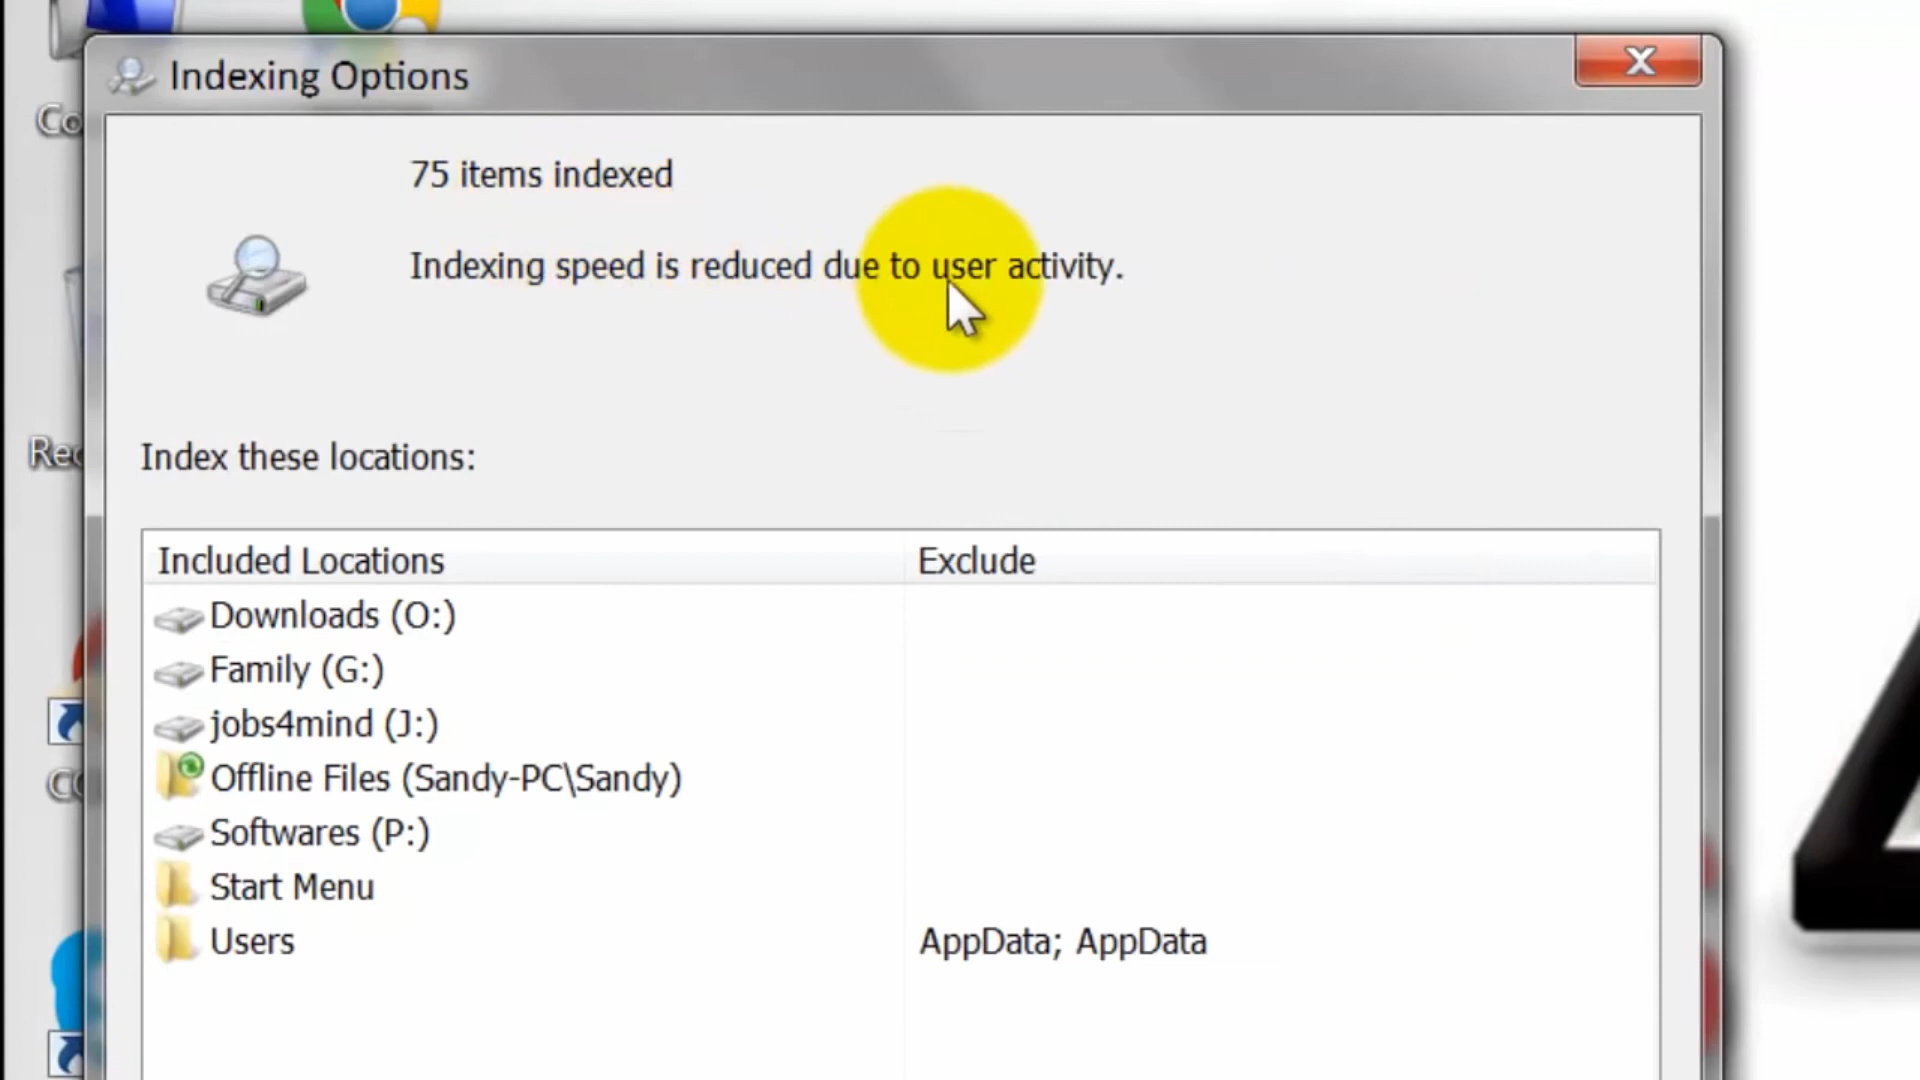 Indexing Options
75 items indexed
Indexing speed is reduced due to user activity.
Index these locations:
Included Locations Exclude
Downloads (O:)
Family (G:)
jobs4mind (J:)
Offline Files (Sandy-PC\Sandy)
Softwares (P:)
Start Menu
Users AppData; AppData